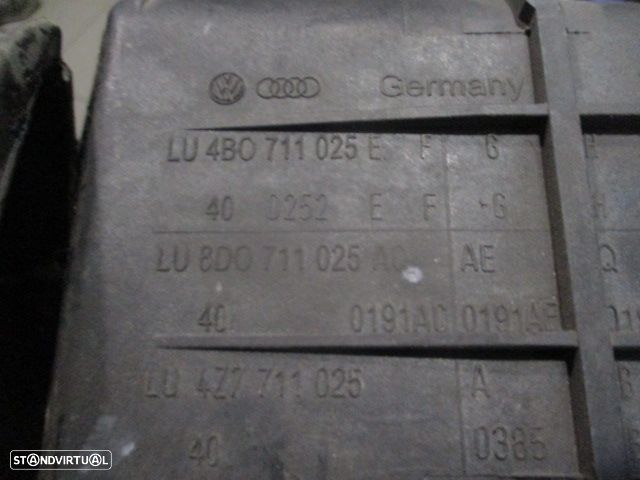 Germany
LU 4B0 711 025 E F G H
40 0252 E F G H
LU 8D0 711 025 AC AE Q
40 0191AC 0191AE
LU 4Z7 711 025 A
40 0385
STANDVIRTUAL